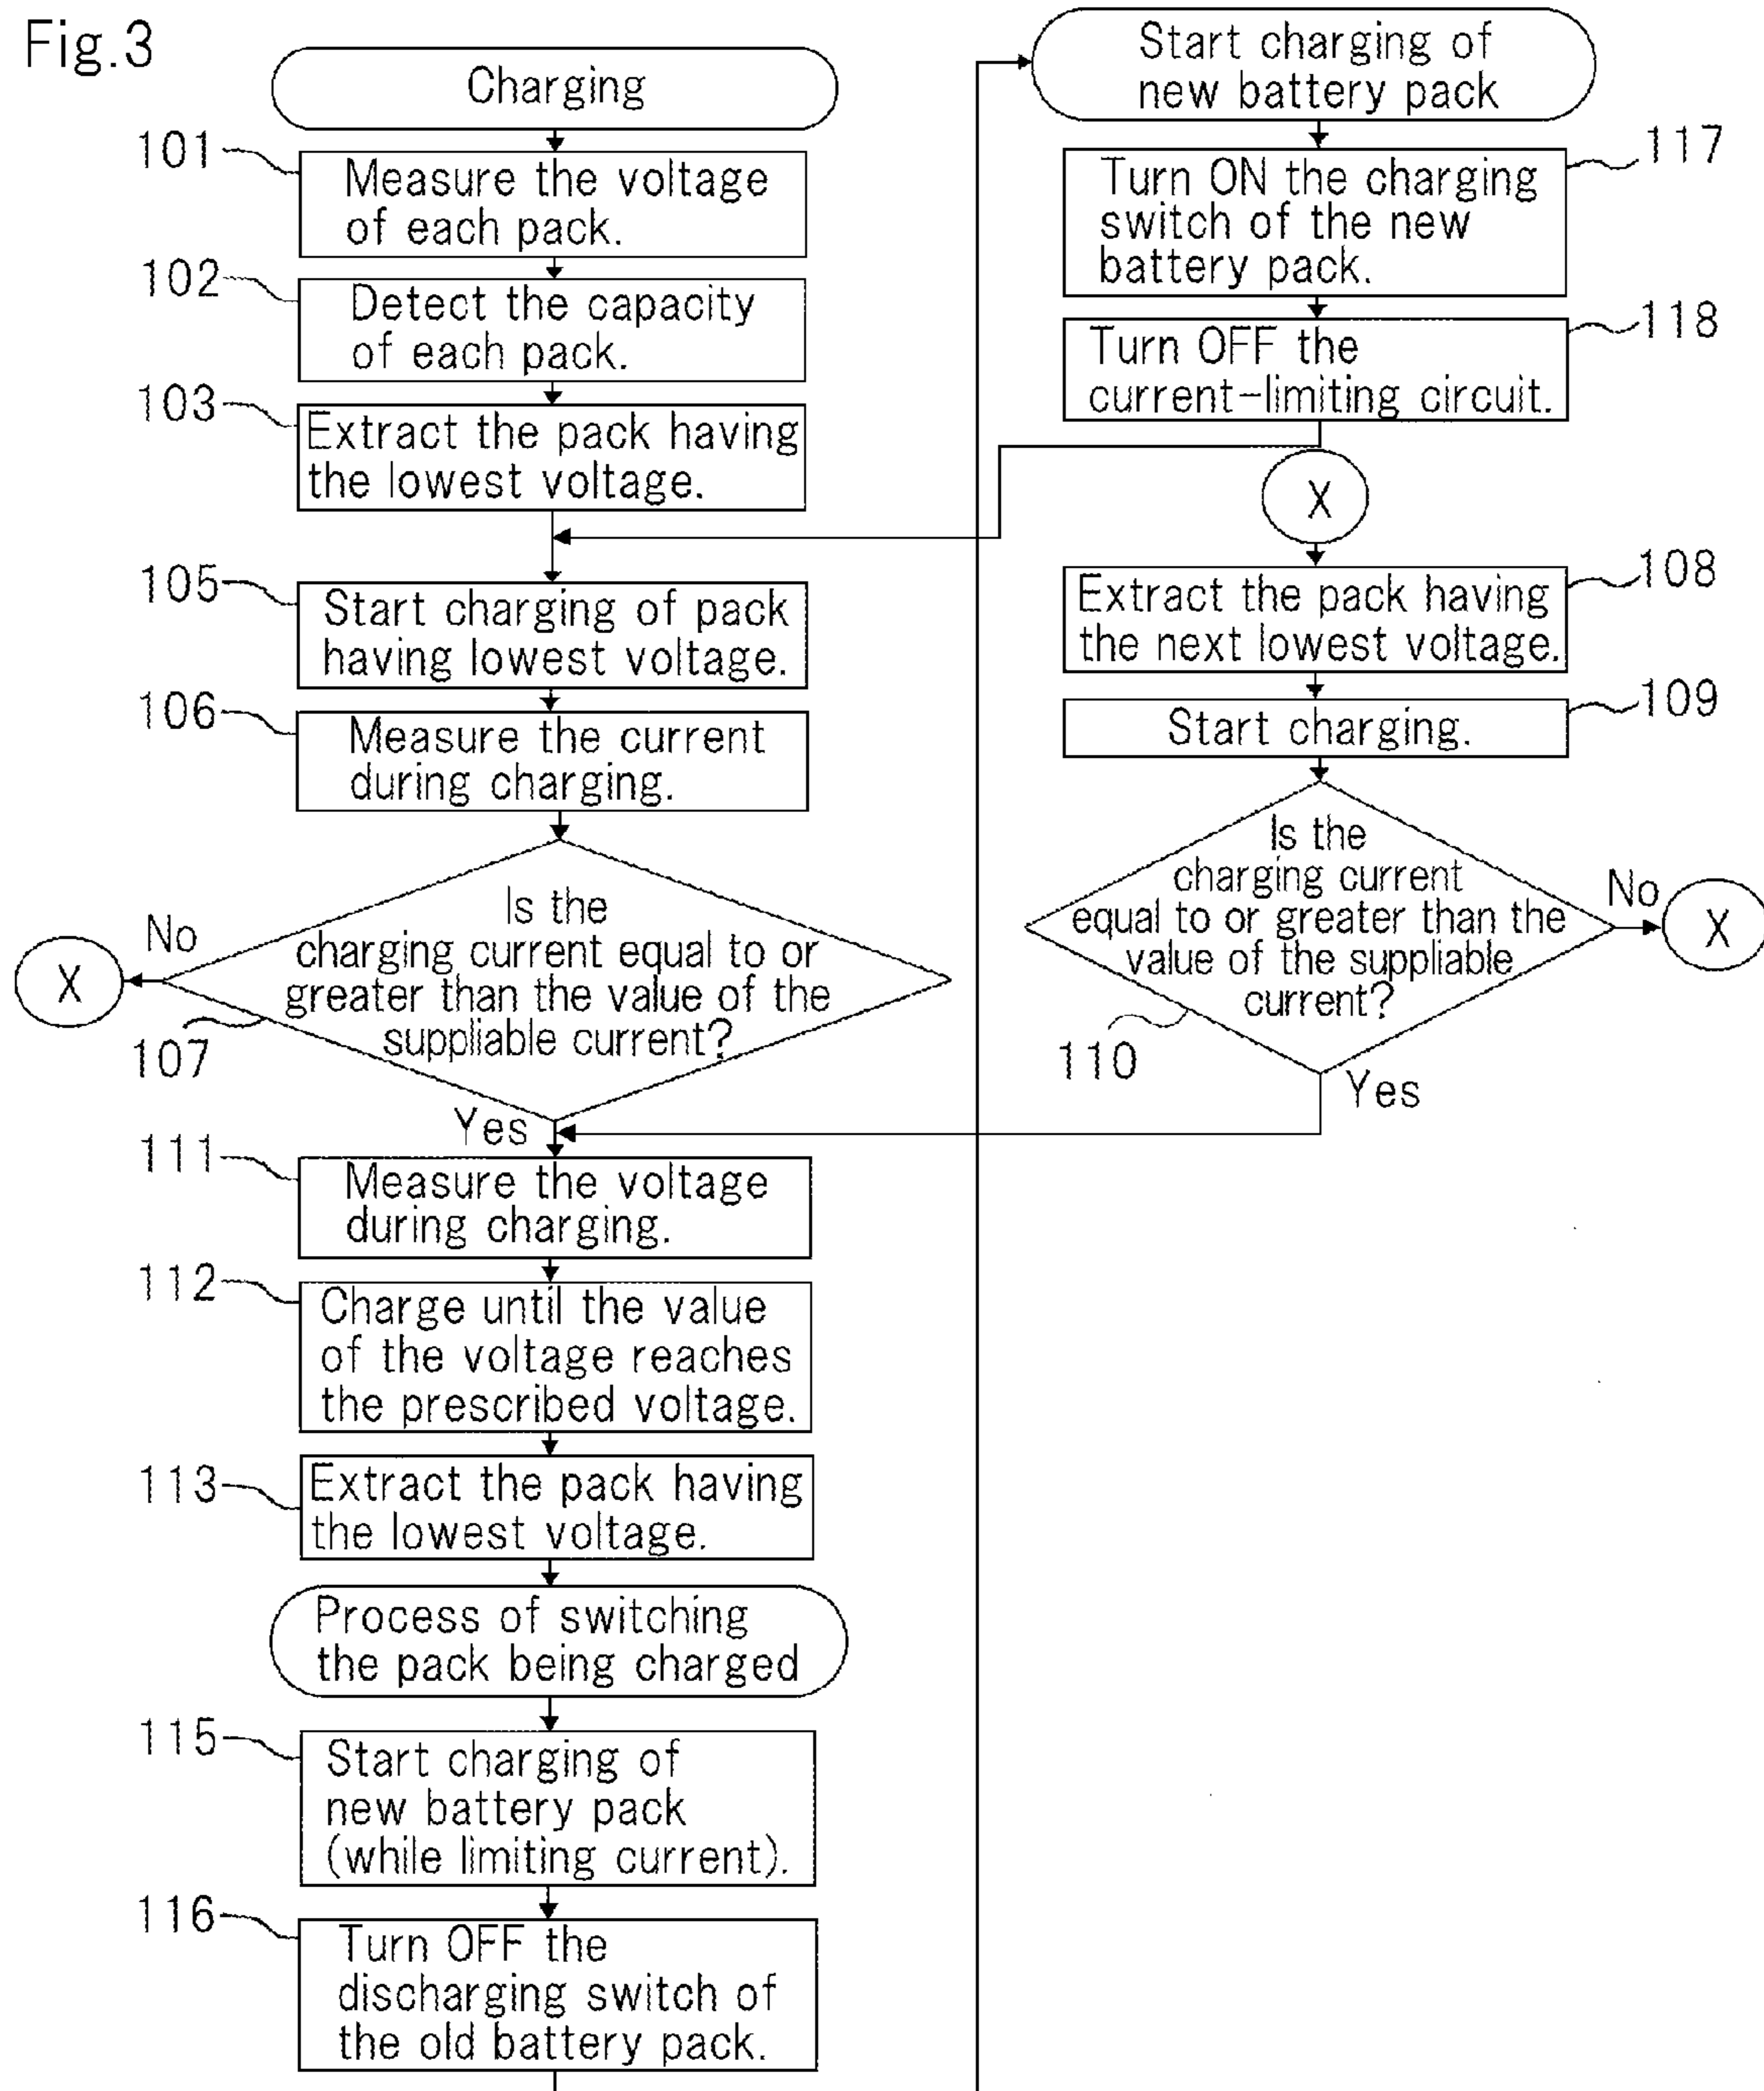 Fig.3
Charging
101
Measure the voltage
of each pack.
102
Detect the capacity
of each pack.
103
Extract the pack having
the lowest voltage.
105
Start charging of pack
having lowest voltage.
106
Measure the current
during charging.
Is the
charging current equal to or
greater than the value of the
suppliable current?
No
X
107
Yes
111
Measure the voltage
during charging.
112
Charge until the value
of the voltage reaches
the prescribed voltage.
113
Extract the pack having
the lowest voltage.
Process of switching
the pack being charged
115
Start charging of
new battery pack
(while limiting current).
116
Turn OFF the
discharging switch of
the old battery pack.
Start charging of
new battery pack
117
Turn ON the charging
switch of the new
battery pack.
118
Turn OFF the
current-limiting circuit.
X
108
Extract the pack having
the next lowest voltage.
109
Start charging.
Is the
charging current
equal to or greater than the
value of the suppliable
current?
No
X
110
Yes